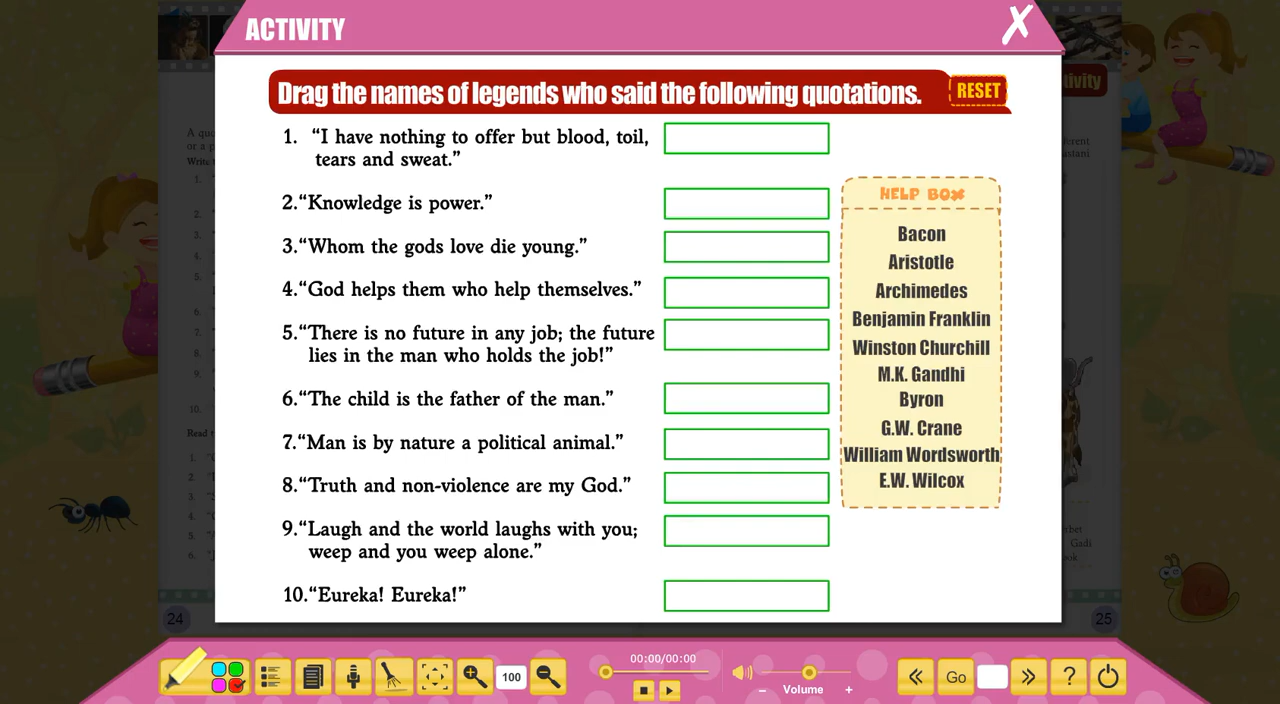 ACTIVITY
X
Drag the names of legends who said the following quotations.
RESET
1. “I have nothing to offer but blood, toil,
tears and sweat.”
2.“Knowledge is power.”
3.“Whom the gods love die young.”
4.“God helps them who help themselves.”
5.“There is no future in any job; the future
lies in the man who holds the job!”
6.“The child is the father of the man.”
7.“Man is by nature a political animal.”
8.“Truth and non-violence are my God.”
9.“Laugh and the world laughs with you;
weep and you weep alone.”
10.“Eureka! Eureka!”
HELP BOX
Bacon
Aristotle
Archimedes
Benjamin Franklin
Winston Churchill
M.K. Gandhi
Byron
G.W. Crane
William Wordsworth
E.W. Wilcox
24
25
100
00:00/00:00
Volume
Go
?